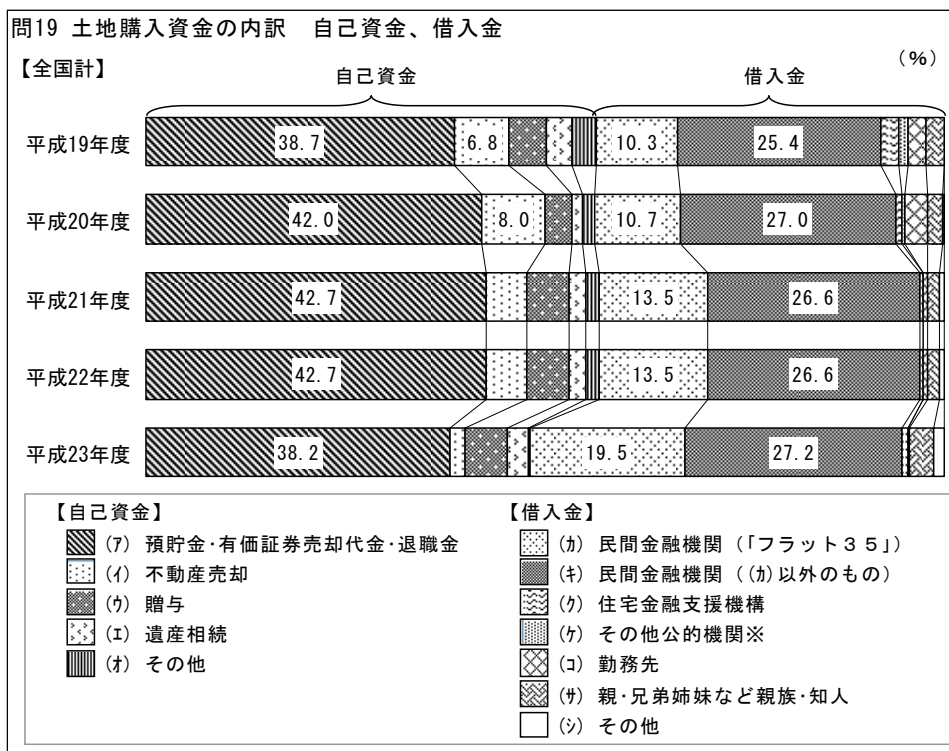 問19 土地購入資金の内訳　自己資金、借入金
【全国計】
（%）
自己資金
借入金
平成19年度
38.7
6.8
10.3
25.4
平成20年度
42.0
8.0
10.7
27.0
平成21年度
42.7
13.5
26.6
平成22年度
42.7
13.5
26.6
平成23年度
38.2
19.5
27.2
【自己資金】
(ｱ) 預貯金･有価証券売却代金･退職金
(ｲ) 不動産売却
(ｳ) 贈与
(ｴ) 遺産相続
(ｵ) その他
【借入金】
(ｶ) 民間金融機関（｢フラット３５｣）
(ｷ) 民間金融機関（(ｶ)以外のもの）
(ｸ) 住宅金融支援機構
(ｹ) その他公的機関※
(ｺ) 勤務先
(ｻ) 親･兄弟姉妹など親族･知人
(ｼ) その他